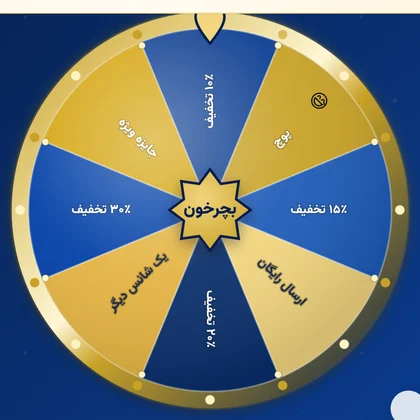 ۱۰٪ تخفیف
پوچ
۱۵٪ تخفیف
ارسال رایگان
۲۰٪ تخفیف
یک شانس دیگر
۳۰٪ تخفیف
جایزه ویژه
بچرخون